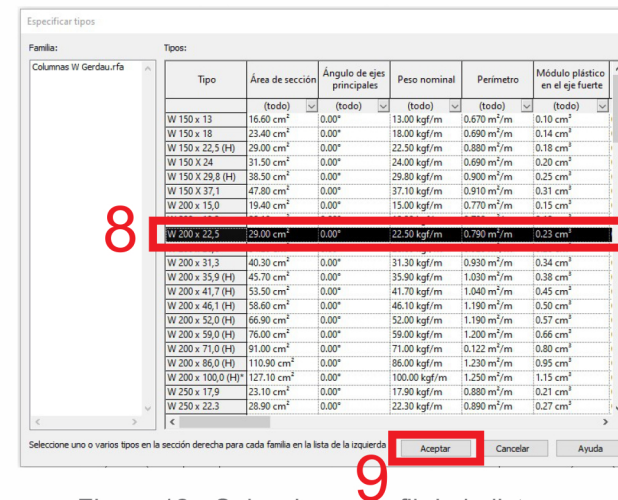 Especificar tipos
Familia:
Tipos:
Columnas W Gerdau.rfa
Tipo Área de sección Ángulo de ejes principales Peso nominal Perímetro Módulo plástico en el eje fuerte
(todo) (todo) (todo) (todo) (todo)
W 150 x 13 16.60 cm² 0.00° 13.00 kgf/m 0.670 m²/m 0.10 cm³
W 150 x 18 23.40 cm² 0.00° 18.00 kgf/m 0.690 m²/m 0.14 cm³
W 150 x 22,5 (H) 29.00 cm² 0.00° 22.50 kgf/m 0.880 m²/m 0.18 cm³
W 150 X 24 31.50 cm² 0.00° 24.00 kgf/m 0.690 m²/m 0.20 cm³
W 150 X 29,8 (H) 38.50 cm² 0.00° 29.80 kgf/m 0.900 m²/m 0.25 cm³
W 150 X 37,1 47.80 cm² 0.00° 37.10 kgf/m 0.910 m²/m 0.31 cm³
W 200 x 15,0 19.40 cm² 0.00° 15.00 kgf/m 0.770 m²/m 0.15 cm³
8
W 200 x 22,5 29.00 cm² 0.00° 22.50 kgf/m 0.790 m²/m 0.23 cm³
W 200 x 31,3 40.30 cm² 0.00° 31.30 kgf/m 0.930 m²/m 0.34 cm³
W 200 x 35,9 (H) 45.70 cm² 0.00° 35.90 kgf/m 1.030 m²/m 0.38 cm³
W 200 x 41,7 (H) 53.50 cm² 0.00° 41.70 kgf/m 1.040 m²/m 0.45 cm³
W 200 x 46,1 (H) 58.60 cm² 0.00° 46.10 kgf/m 1.190 m²/m 0.50 cm³
W 200 x 52,0 (H) 66.90 cm² 0.00° 52.00 kgf/m 1.190 m²/m 0.57 cm³
W 200 x 59,0 (H) 76.00 cm² 0.00° 59.00 kgf/m 1.200 m²/m 0.66 cm³
W 200 x 71,0 (H) 91.00 cm² 0.00° 71.00 kgf/m 0.122 m²/m 0.80 cm³
W 200 x 86,0 (H) 110.90 cm² 0.00° 86.00 kgf/m 1.230 m²/m 0.95 cm³
W 200 x 100,0 (H)* 127.10 cm² 0.00° 100.00 kgf/m 1.250 m²/m 1.15 cm³
W 250 x 17,9 23.10 cm² 0.00° 17.90 kgf/m 0.880 m²/m 0.21 cm³
W 250 x 22.3 28.90 cm² 0.00° 22.30 kgf/m 0.890 m²/m 0.27 cm³
Seleccione uno o varios tipos en la sección derecha para cada familia en la lista de la izquierda
Aceptar Cancelar Ayuda
9